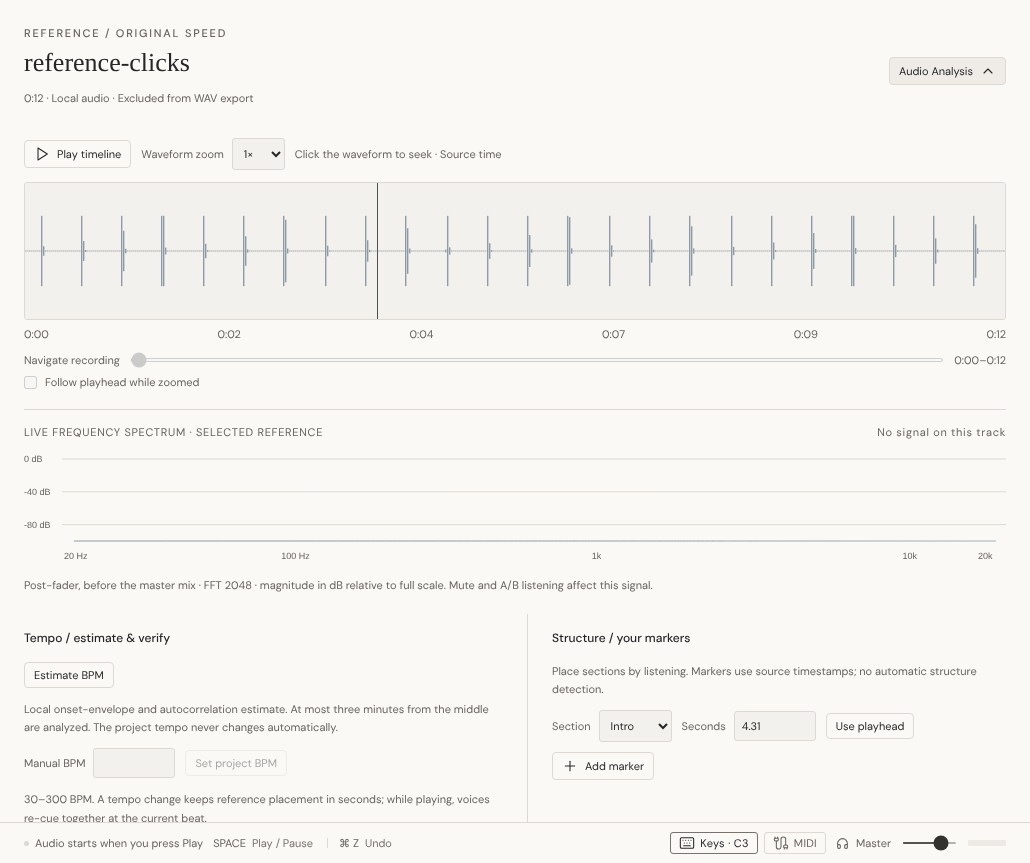 REFERENCE / ORIGINAL SPEED
reference-clicks
Audio Analysis
0:12 · Local audio · Excluded from WAV export
Play timeline Waveform zoom 1× Click the waveform to seek · Source time
0:00 0:02 0:04 0:07 0:09 0:12
Navigate recording 0:00–0:12
Follow playhead while zoomed
LIVE FREQUENCY SPECTRUM · SELECTED REFERENCE No signal on this track
0 dB
-40 dB
-80 dB
20 Hz 100 Hz 1k 10k 20k
Post-fader, before the master mix · FFT 2048 · magnitude in dB relative to full scale. Mute and A/B listening affect this signal.
Tempo / estimate & verify
Estimate BPM
Local onset-envelope and autocorrelation estimate. At most three minutes from the middle
are analyzed. The project tempo never changes automatically.
Manual BPM Set project BPM
30–300 BPM. A tempo change keeps reference placement in seconds; while playing, voices
re-cue together at the current beat.
Structure / your markers
Place sections by listening. Markers use source timestamps; no automatic structure
detection.
Section Intro Seconds 4.31 Use playhead
Add marker
Audio starts when you press Play SPACE Play / Pause ⌘ Z Undo Keys · C3 MIDI Master